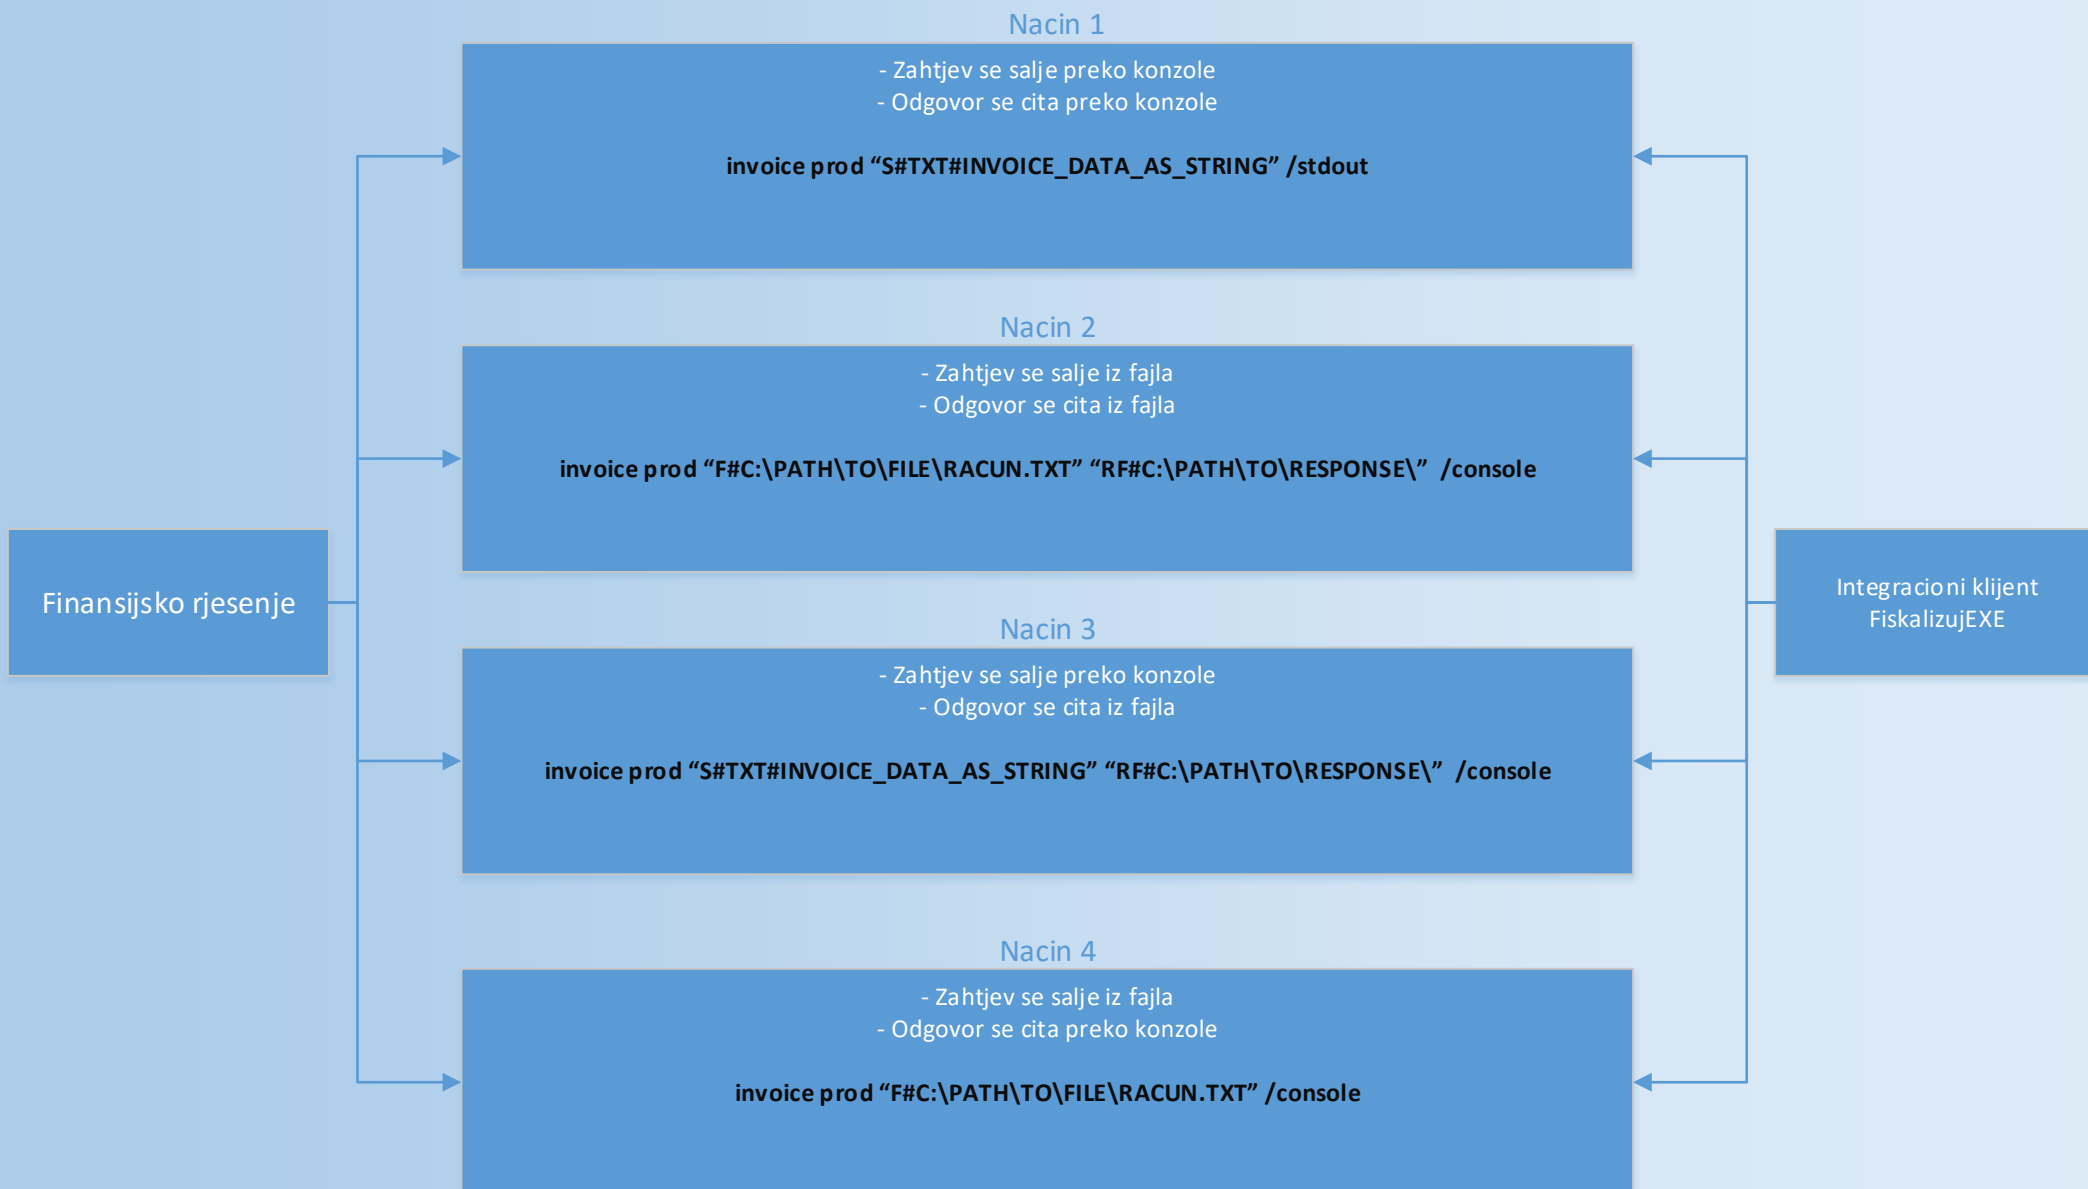 Nacin 1
- Zahtjev se salje preko konzole
- Odgovor se cita preko konzole
invoice prod “S#TXT#INVOICE_DATA_AS_STRING” /stdout
Nacin 2
- Zahtjev se salje iz fajla
- Odgovor se cita iz fajla
invoice prod “F#C:\PATH\TO\FILE\RACUN.TXT” “RF#C:\PATH\TO\RESPONSE\” /console
Finansijsko rjesenje
Integracioni klijent
FiskalizujEXE
Nacin 3
- Zahtjev se salje preko konzole
- Odgovor se cita iz fajla
invoice prod “S#TXT#INVOICE_DATA_AS_STRING” “RF#C:\PATH\TO\RESPONSE\” /console
Nacin 4
- Zahtjev se salje iz fajla
- Odgovor se cita preko konzole
invoice prod “F#C:\PATH\TO\FILE\RACUN.TXT” /console